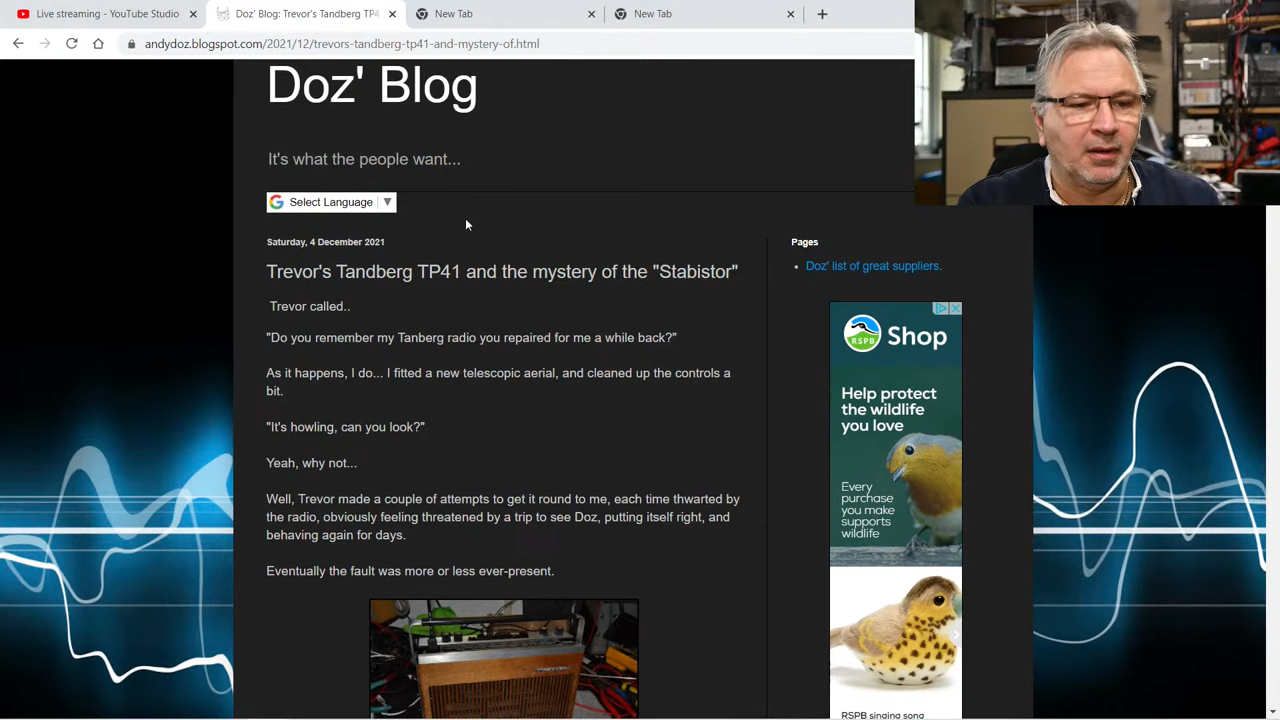 Live streaming - YouTube Studio
Doz' Blog: Trevor's Tandberg TP4
New Tab
New Tab
andydoz.blogspot.com/2021/12/trevors-tandberg-tp41-and-mystery-of.html
Doz' Blog
It's what the people want...
Select Language
Saturday, 4 December 2021
Trevor's Tandberg TP41 and the mystery of the "Stabistor"
Trevor called..
"Do you remember my Tanberg radio you repaired for me a while back?"
As it happens, I do... I fitted a new telescopic aerial, and cleaned up the controls a
bit.
"It's howling, can you look?"
Yeah, why not...
Well, Trevor made a couple of attempts to get it round to me, each time thwarted by
the radio, obviously feeling threatened by a trip to see Doz, putting itself right, and
behaving again for days.
Eventually the fault was more or less ever-present.
Pages
Doz' list of great suppliers.
RSPB
Shop
Help protect
the wildlife
you love
Every
purchase
you make
supports
wildlife
RSPB singing song